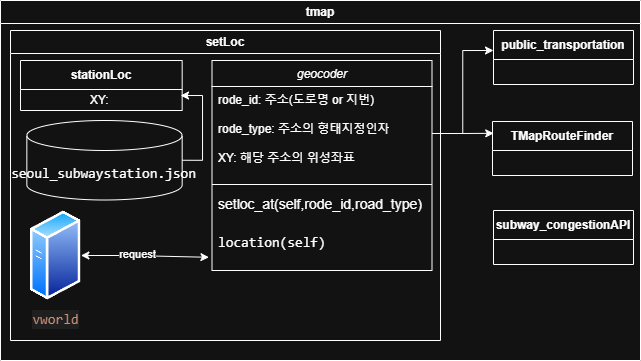 tmap
setLoc
stationLoc
XY:
seoul_subwaystation.json
vworld
request
geocoder
rode_id: 주소(도로명 or 지번)
rode_type: 주소의 형태지정인자
XY: 해당 주소의 위성좌표
setloc_at(self,rode_id,road_type)
location(self)
public_transportation
TMapRouteFinder
subway_congestionAPI